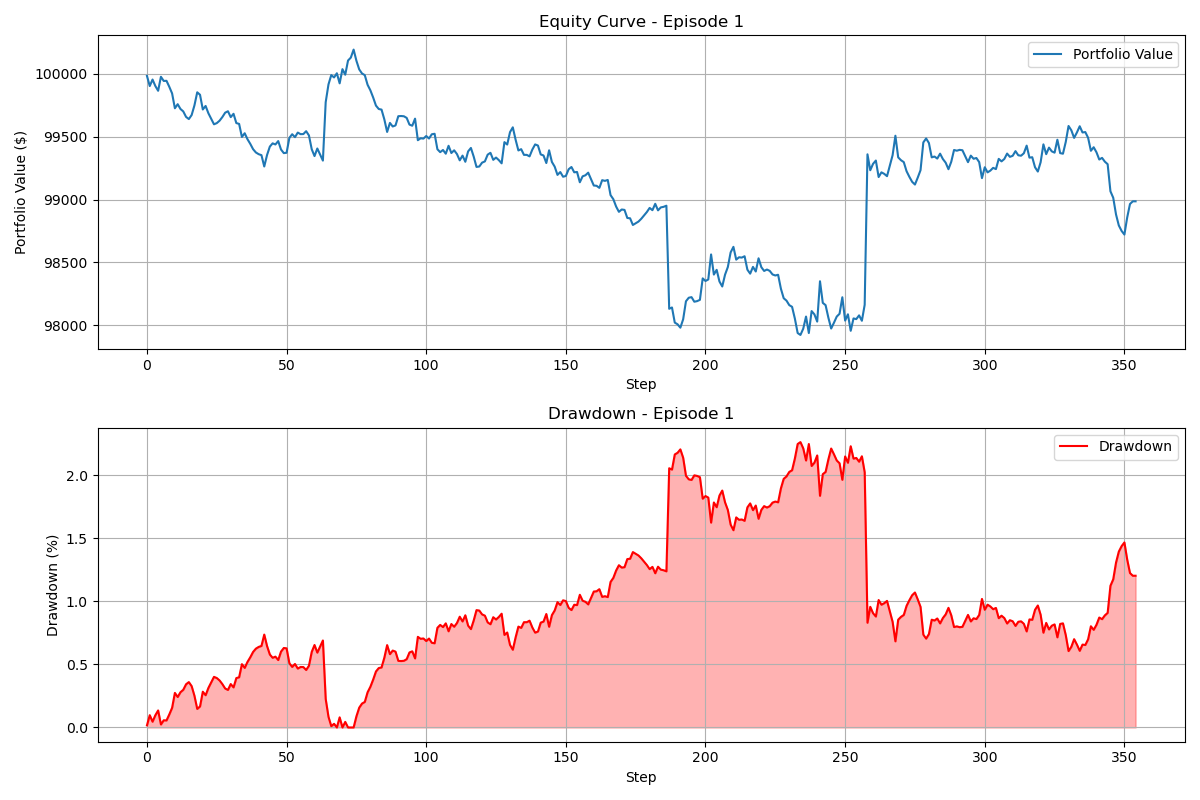 Equity Curve - Episode 1
Portfolio Value ($)
100000
99500
99000
98500
98000
Portfolio Value
0 50 100 150 200 250 300 350
Step
Drawdown - Episode 1
Drawdown (%)
2.0
1.5
1.0
0.5
0.0
Drawdown
0 50 100 150 200 250 300 350
Step